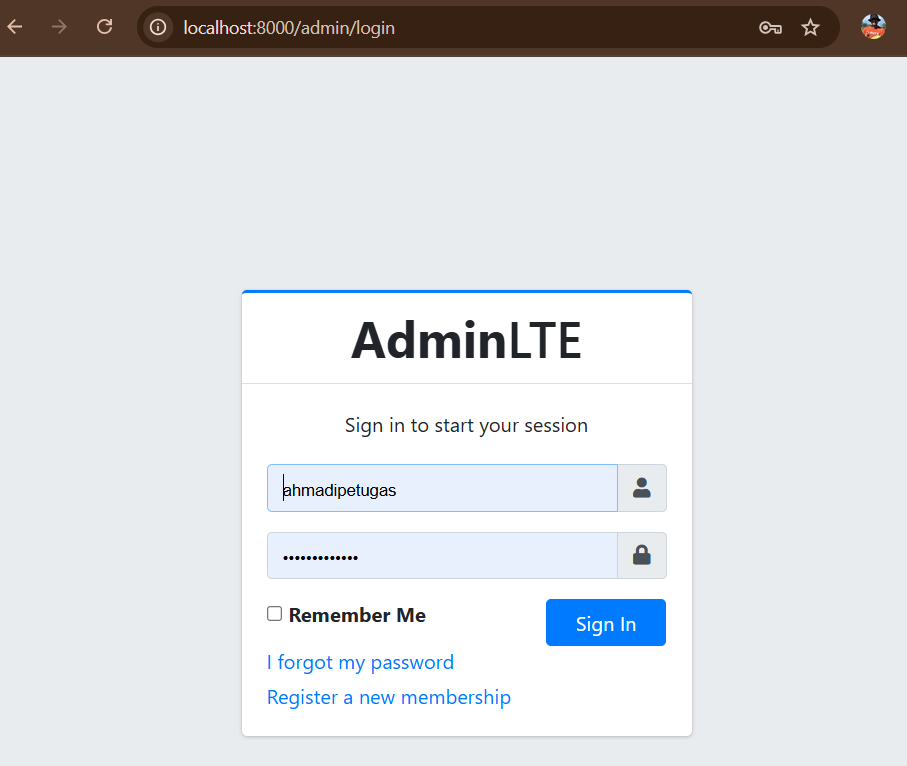 localhost:8000/admin/login
AdminLTE
Sign in to start your session
ahmadipetugas
•••••••••••••
Remember Me
Sign In
I forgot my password
Register a new membership